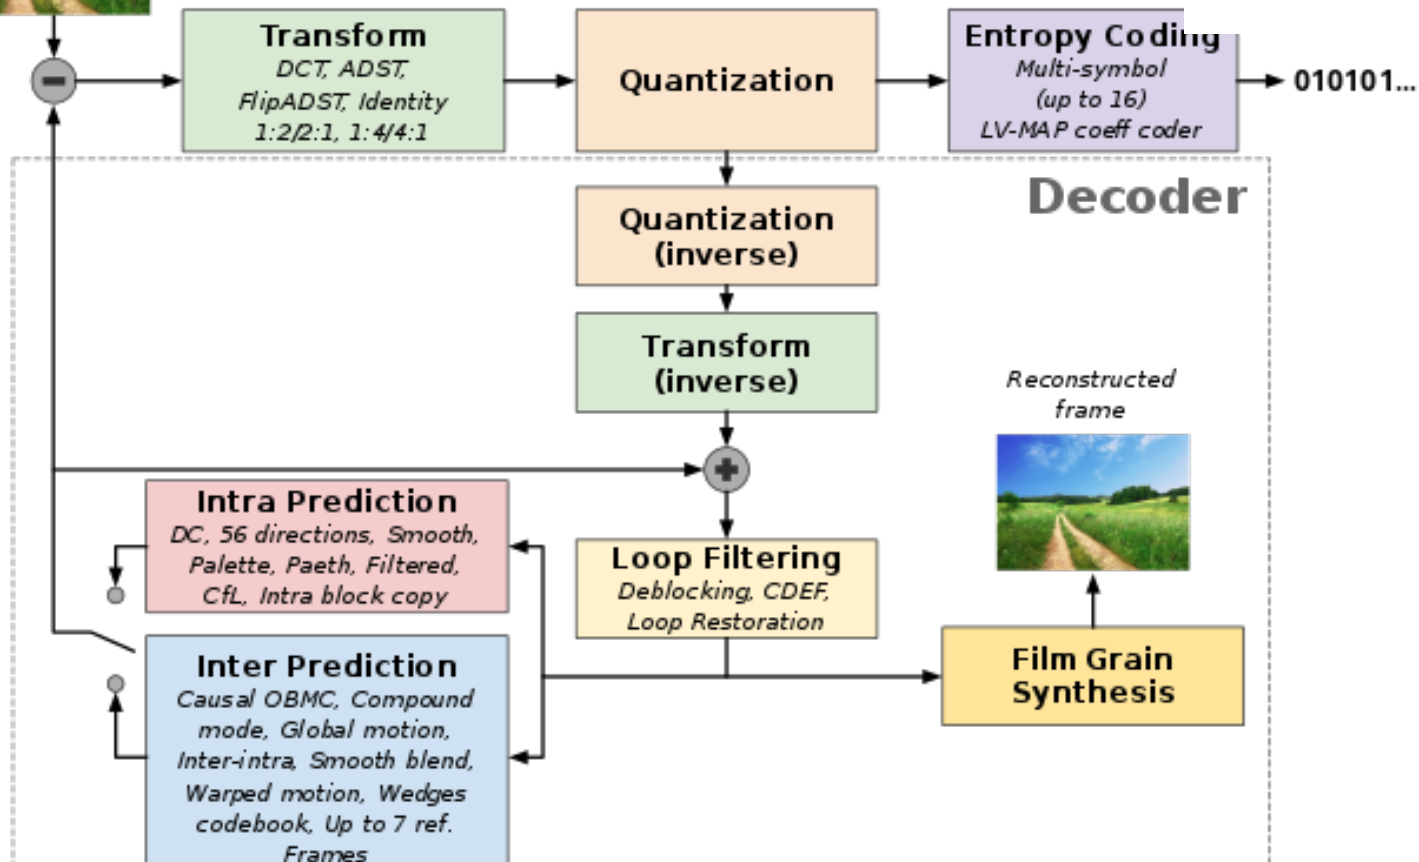 Transform
DCT, ADST,
FlipADST, Identity
1:2/2:1, 1:4/4:1
Quantization
Entropy Coding
Multi-symbol
(up to 16)
LV-MAP coeff coder
010101...
Decoder
Quantization
(inverse)
Transform
(inverse)
Reconstructed
frame
Intra Prediction
DC, 56 directions, Smooth,
Palette, Paeth, Filtered,
CfL, Intra block copy
Loop Filtering
Deblocking, CDEF,
Loop Restoration
Film Grain
Synthesis
Inter Prediction
Causal OBMC, Compound
mode, Global motion,
Inter-intra, Smooth blend,
Warped motion, Wedges
codebook, Up to 7 ref.
Frames